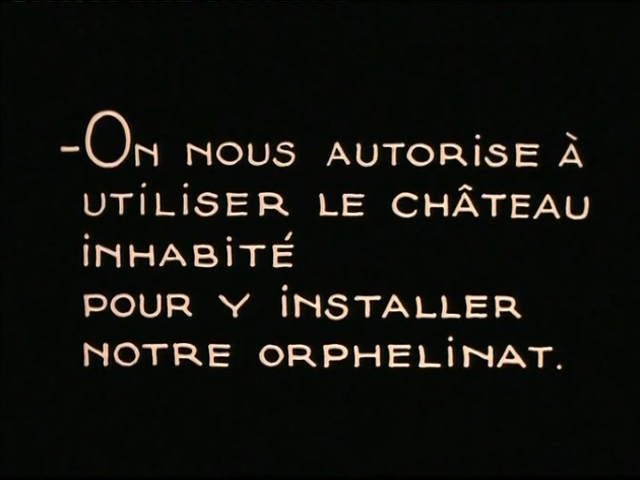 -On nous autorise à
utiliser le château
inhabité
pour y installer
notre orphelinat.